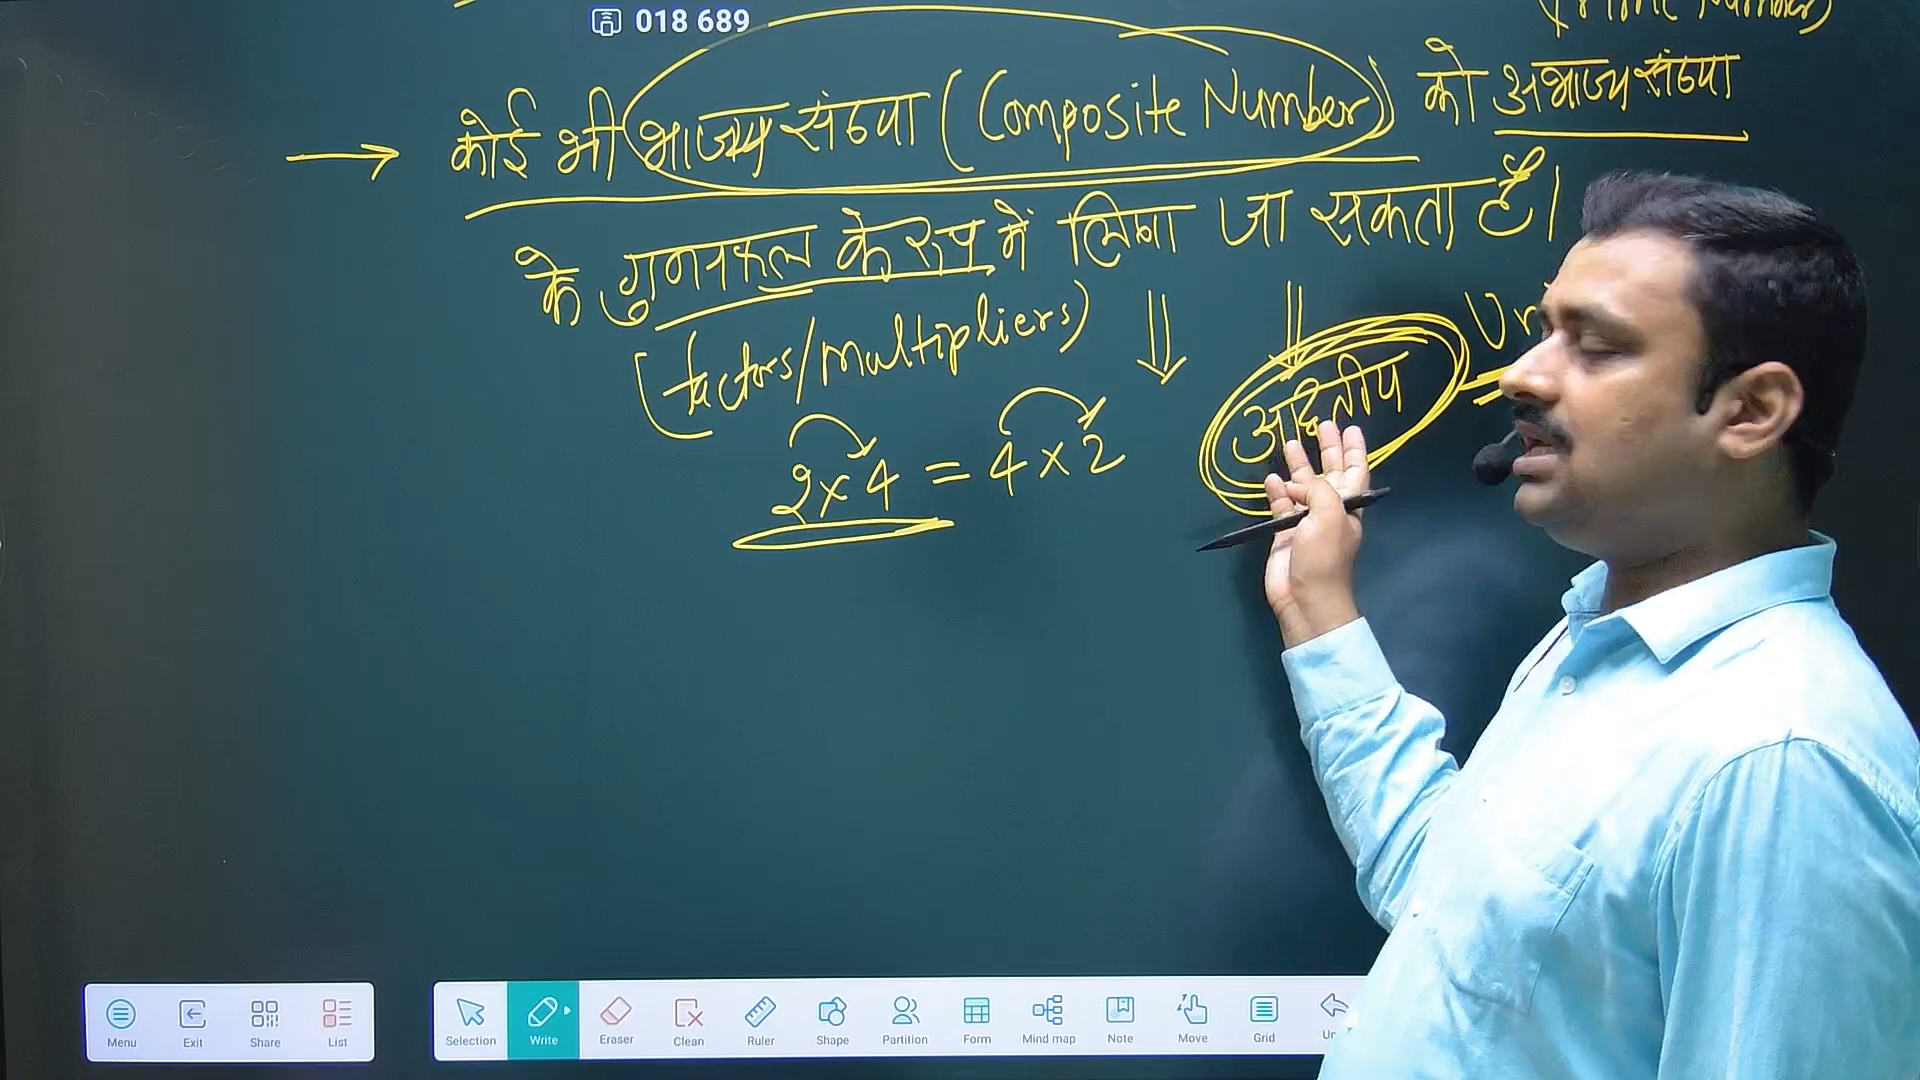 018 689
कोई भी भाज्य संख्या (Composite Number) को अभाज्य संख्या
के गुणनफल के रूप में लिखा जा सकता है।
(factors/multipliers)
अद्वितीय
2×4 = 4×2
Menu Exit Share List Selection Write Eraser Clean Ruler Shape Partition Form Mind map Note Move Grid